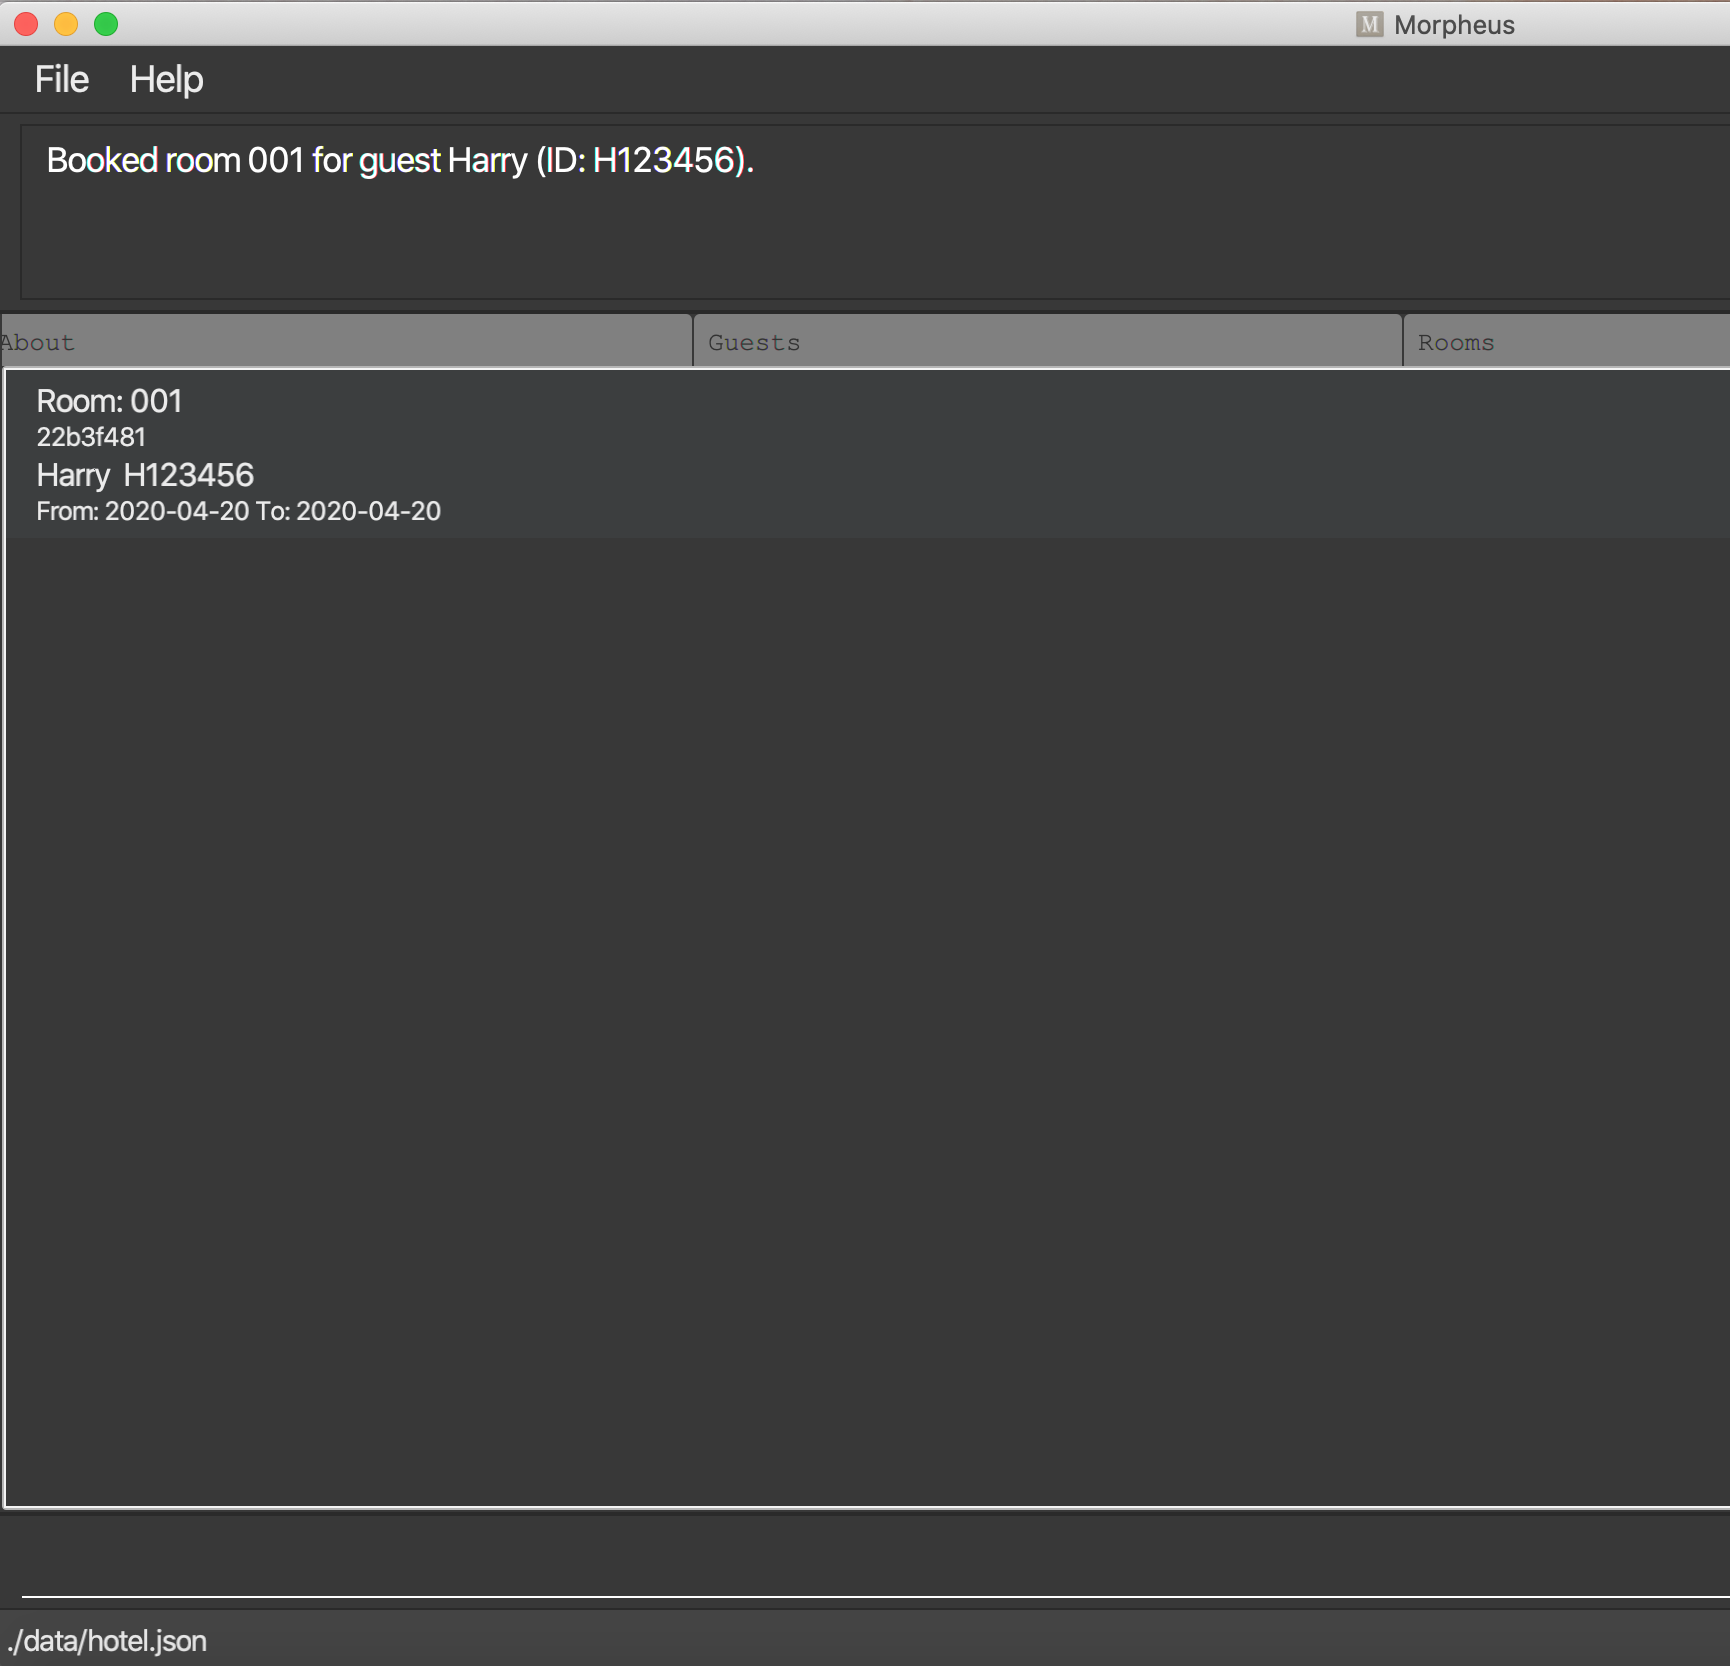 M Morpheus
File Help
Booked room 001 for guest Harry (ID: H123456).
About Guests Rooms
Room: 001
22b3f481
Harry H123456
From: 2020-04-20 To: 2020-04-20
./data/hotel.json